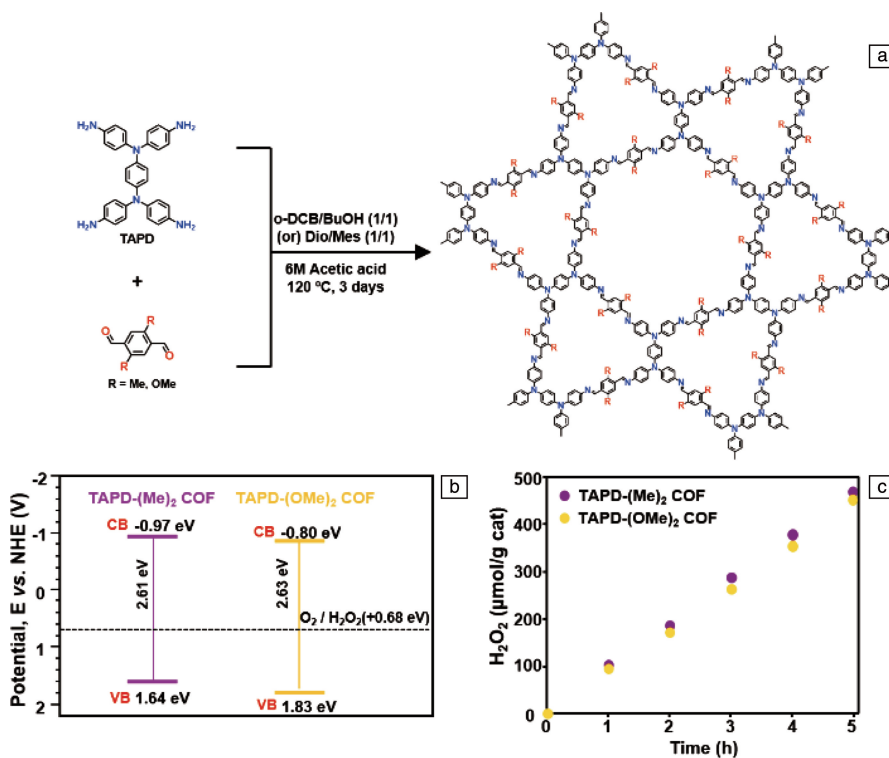 a
H₂N
NH₂
N
N
H₂N
NH₂
TAPD
+
O
R
R
O
R = Me, OMe
o-DCB/BuOH (1/1)
(or) Dio/Mes (1/1)
6M Acetic acid
120 ºC, 3 days
b
Potential, E vs. NHE (V)
-2
-1
0
1
2
TAPD-(Me)₂ COF
TAPD-(OMe)₂ COF
CB -0.97 eV
CB -0.80 eV
2.61 eV
2.63 eV
O₂ / H₂O₂(+0.68 eV)
VB 1.64 eV
VB 1.83 eV
c
H₂O₂ (μmol/g cat)
500
400
300
200
100
0
TAPD-(Me)₂ COF
TAPD-(OMe)₂ COF
0 1 2 3 4 5
Time (h)